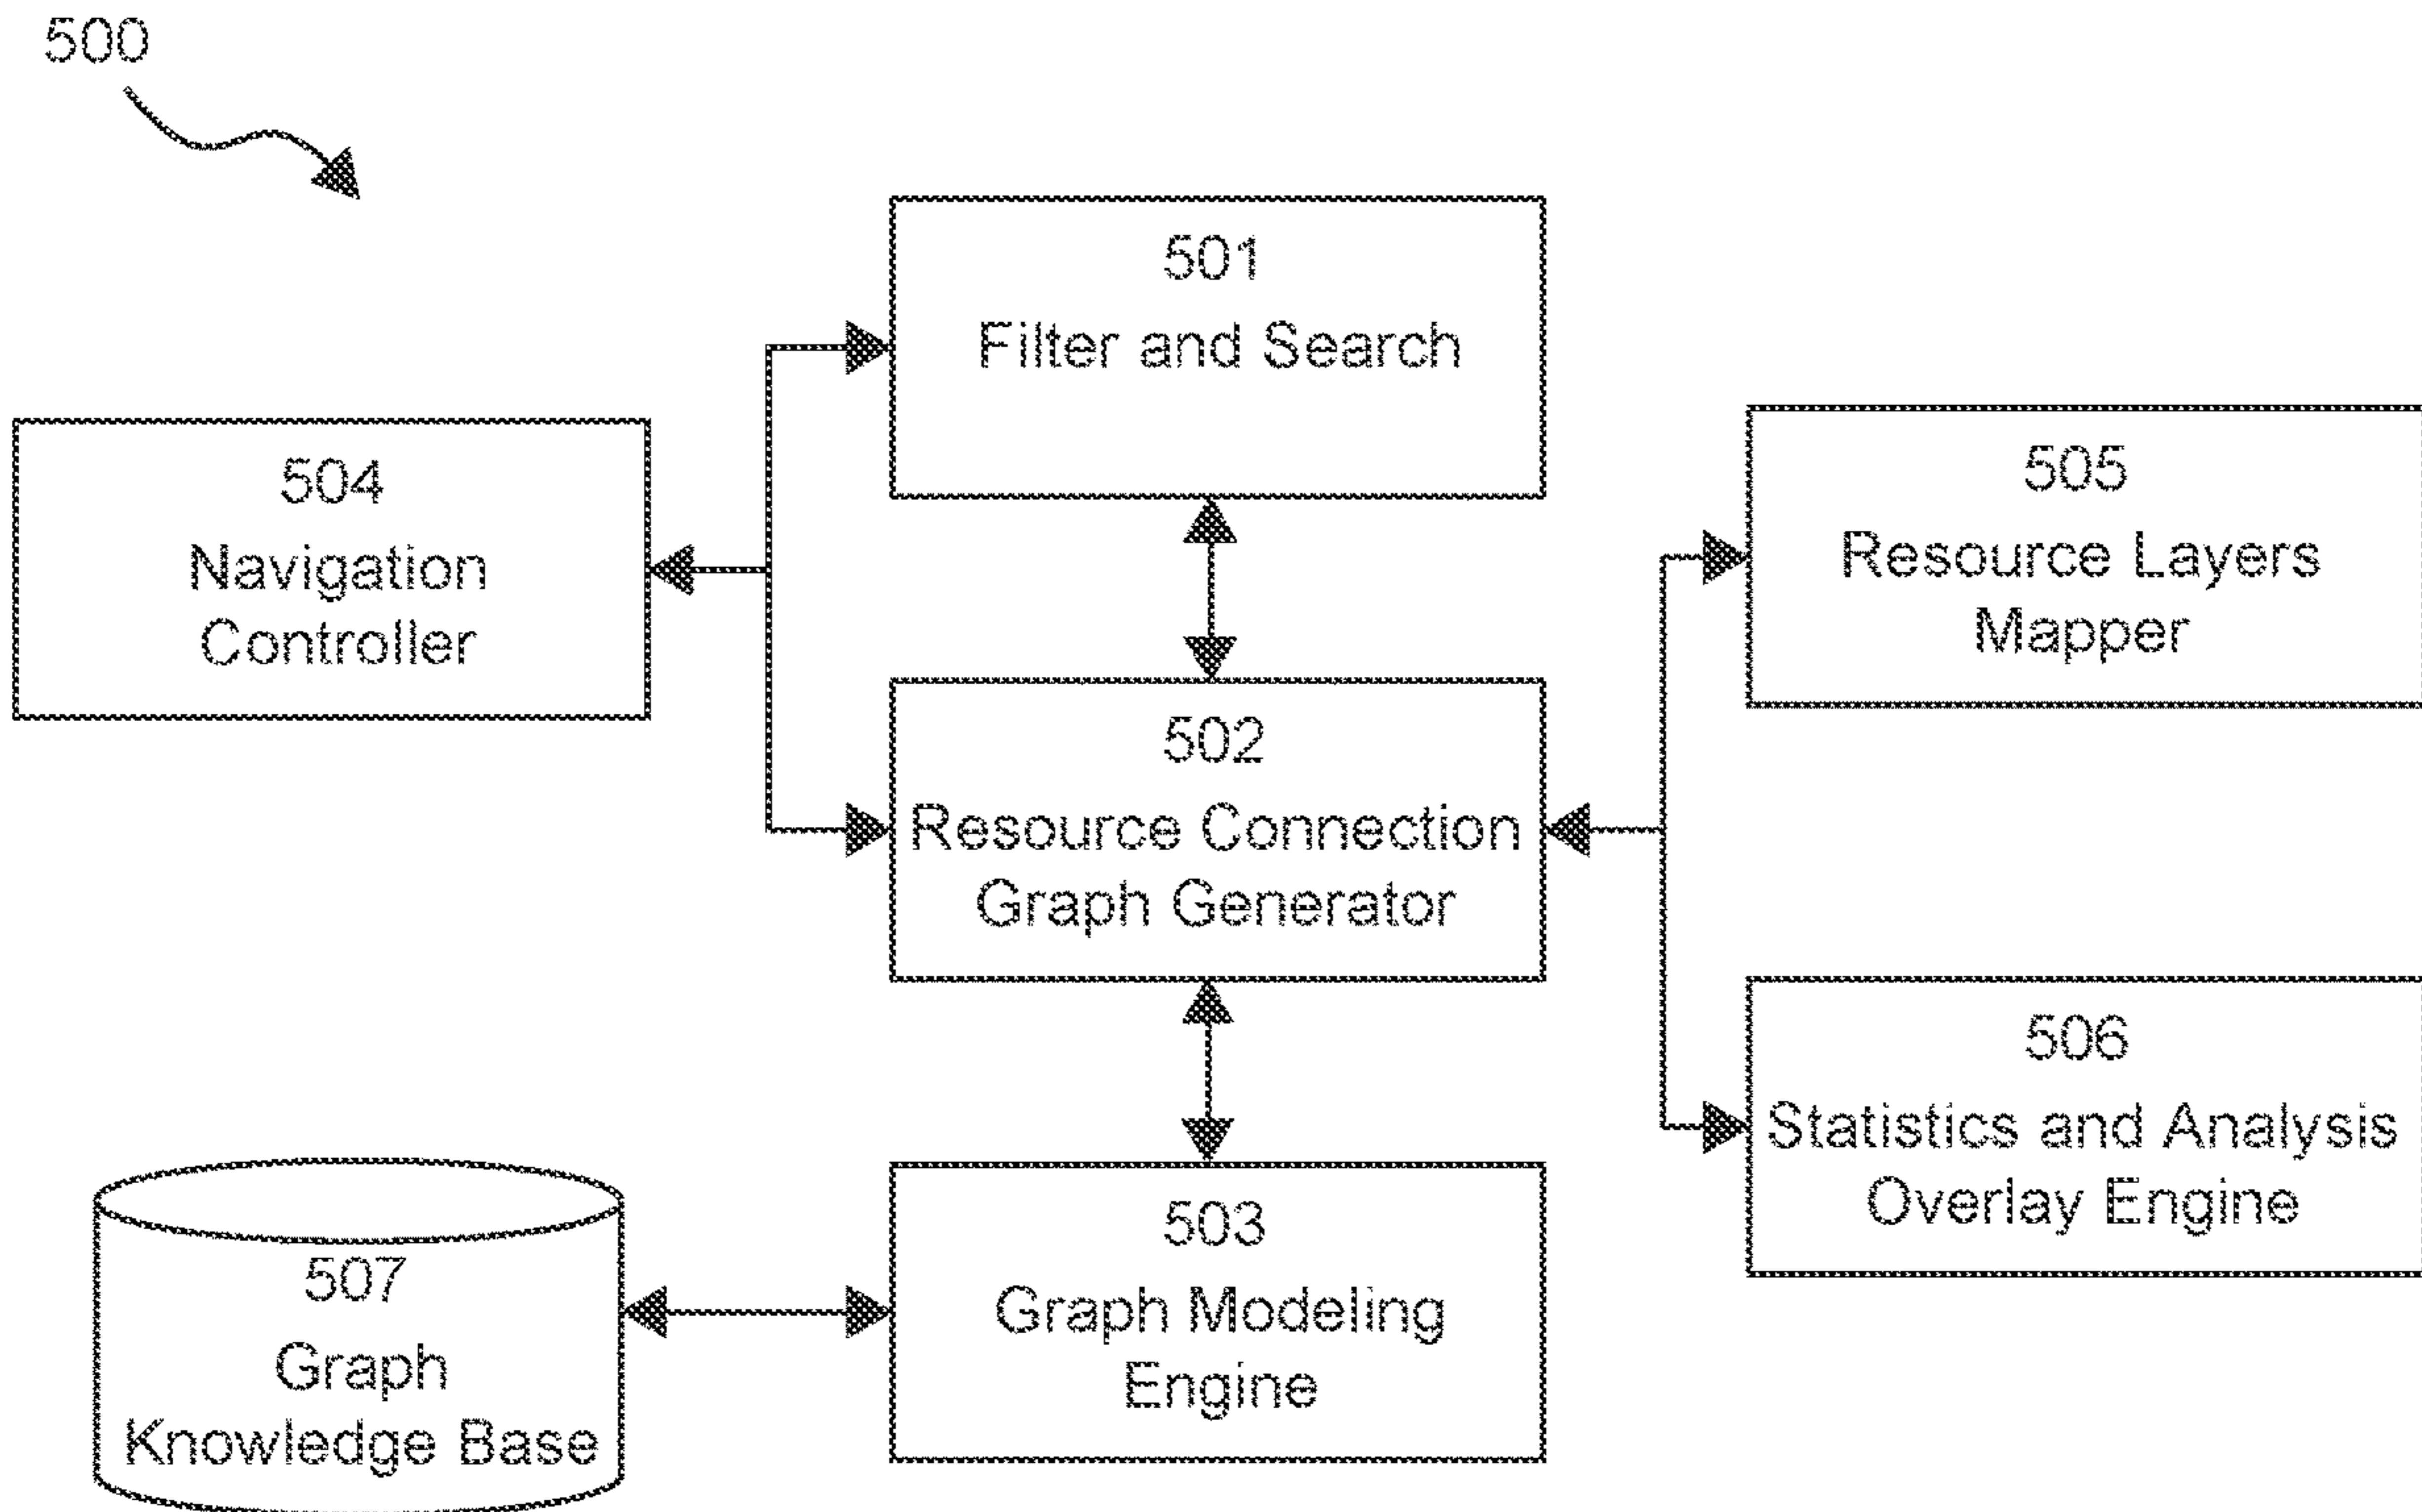 500
501
Filter and Search
504
Navigation
Controller
505
Resource Layers
Mapper
502
Resource Connection
Graph Generator
506
Statistics and Analysis
Overlay Engine
507
Graph
Knowledge Base
503
Graph Modeling
Engine